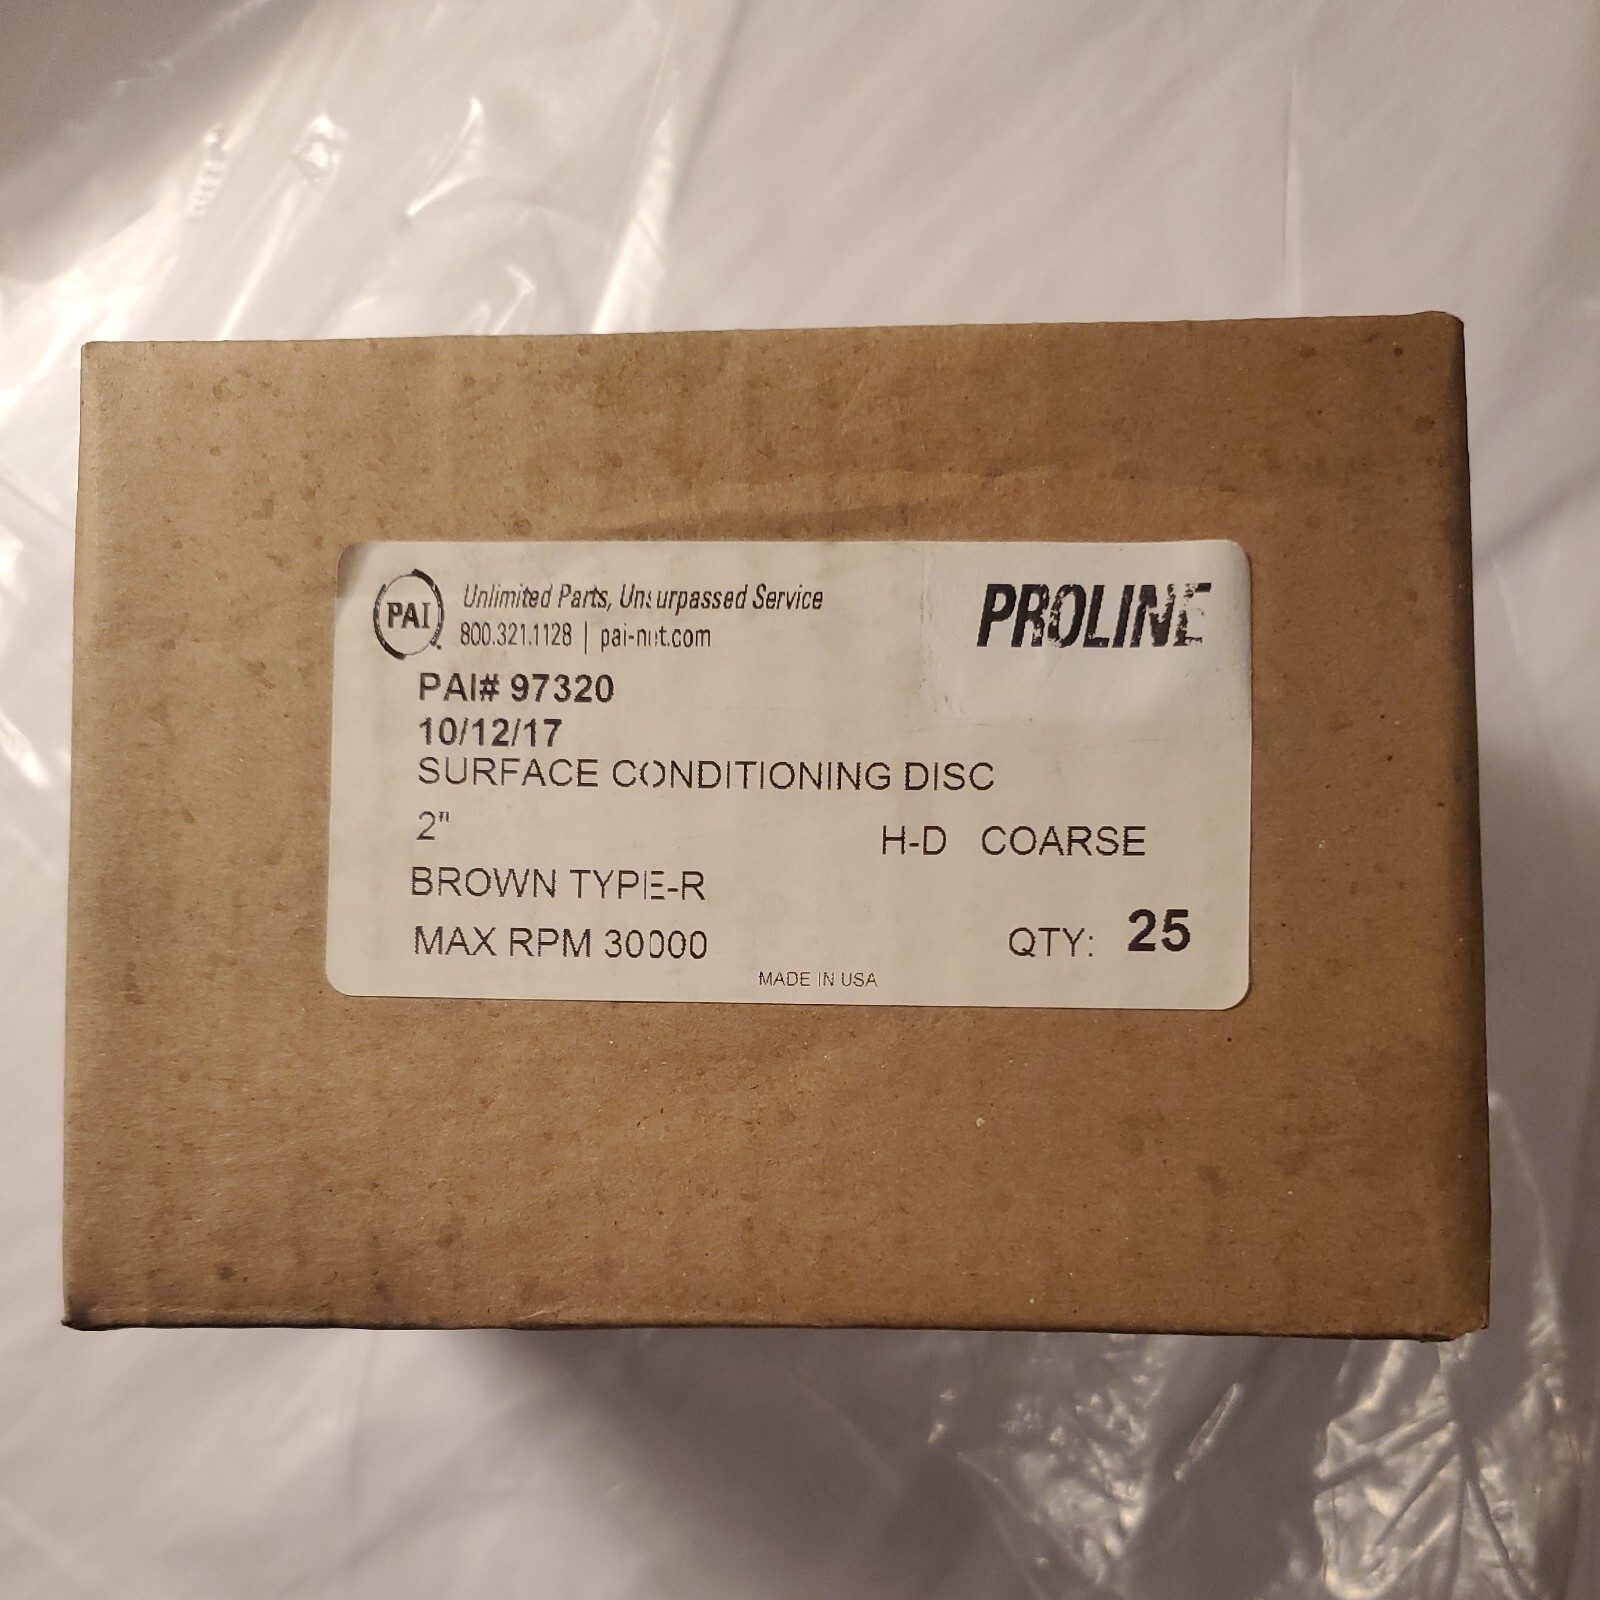 PAI
Unlimited Parts, Unsurpassed Service
800.321.1128 | pai-net.com
PROLINE
PAI# 97320
10/12/17
SURFACE CONDITIONING DISC
2"
H-D COARSE
BROWN TYPE-R
MAX RPM 30000
QTY: 25
MADE IN USA